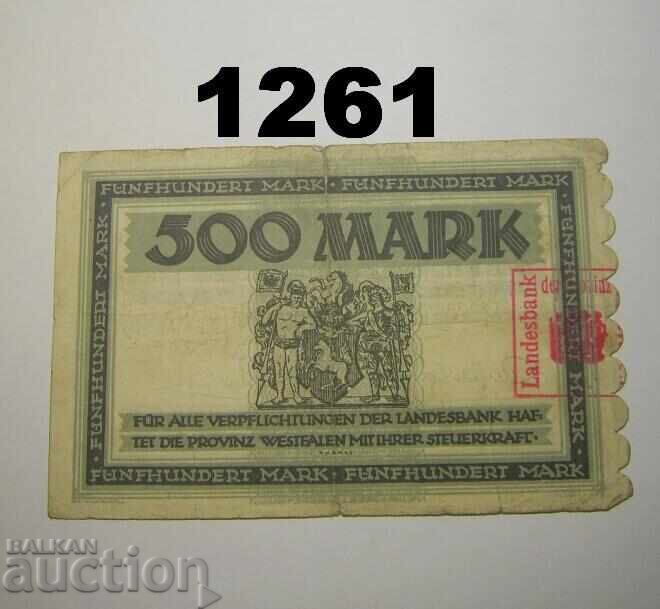 1261
FÜNFHUNDERT MARK · FÜNFHUNDERT MARK
FÜNFHUNDERT MARK
500 MARK
FÜNFHUNDERT MARK
Landesbank
FÜR ALLE VERPFLICHTUNGEN DER LANDESBANK HAF-
TET DIE PROVINZ WESTFALEN MIT IHRER STEUERKRAFT ·
· FÜNFHUNDERT MARK · FÜNFHUNDERT MARK
BALKAN
auction